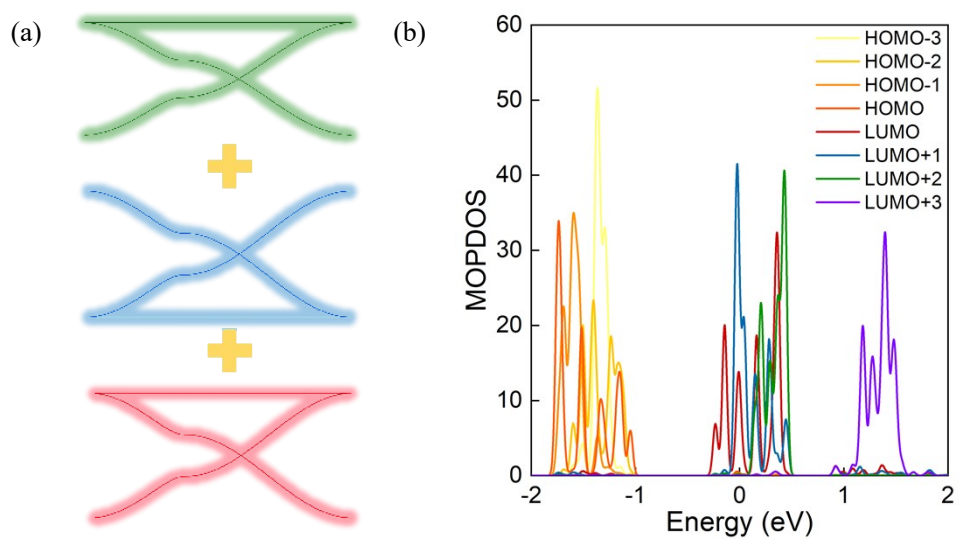 (a)
(b)
60
50
40
30
20
10
0
MOPDOS
HOMO-3
HOMO-2
HOMO-1
HOMO
LUMO
LUMO+1
LUMO+2
LUMO+3
-2 -1 0 1 2
Energy (eV)